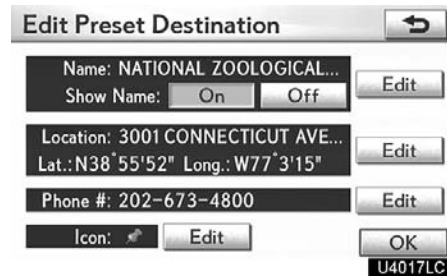 Edit Preset Destination
Name: NATIONAL ZOOLOGICAL...
Edit
Show Name: On Off
Location: 3001 CONNECTICUT AVE...
Edit
Lat.: N38°55'52" Long.: W77°3'15"
Phone #: 202-673-4800 Edit
Icon: Edit
OK
U4017LC